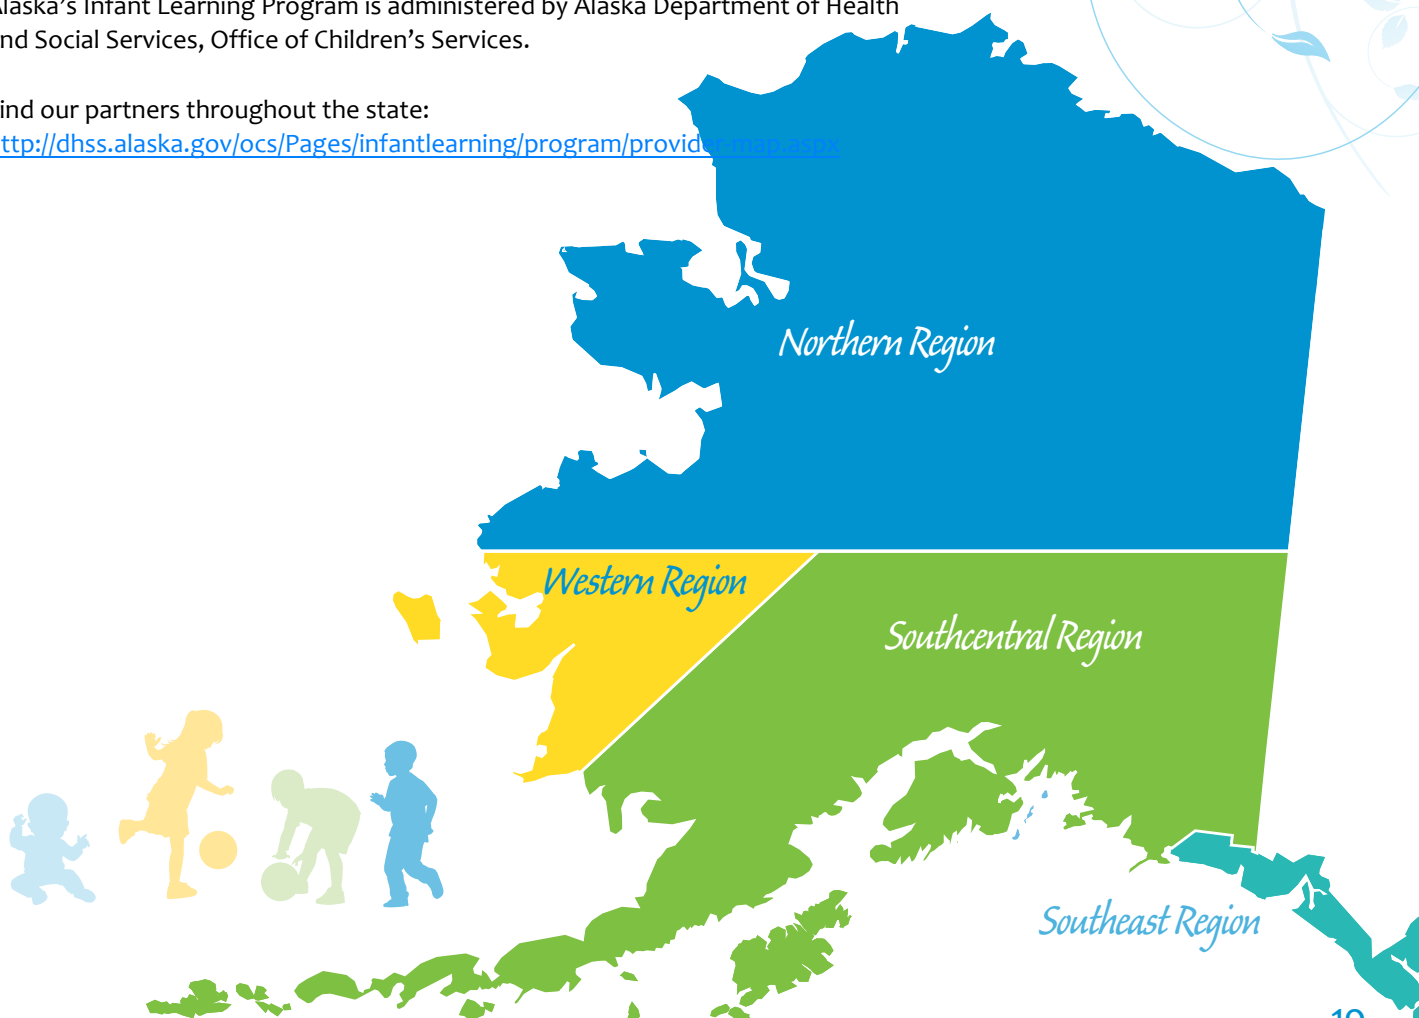 Alaska's Infant Learning Program is administered by Alaska Department of Health
nd Social Services, Office of Children's Services.
ind our partners throughout the state:
ttp://dhss.alaska.gov/ocs/Pages/infantlearning/program/provider-map.aspx
Northern Region
Western Region
Southcentral Region
Southeast Region